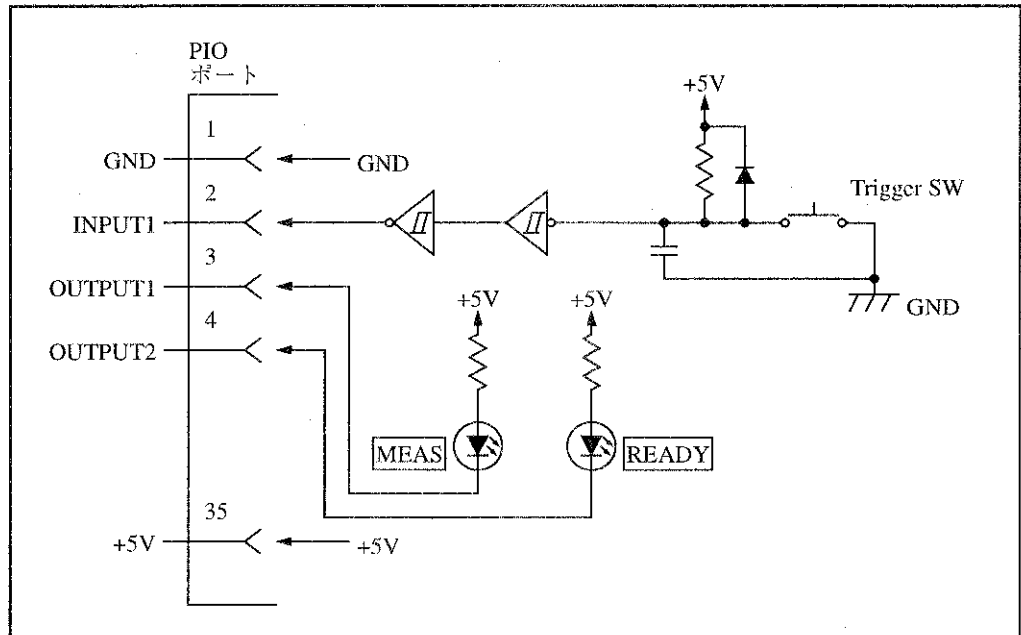 PIO
ポート
1
GND
GND
2
INPUT1
3
OUTPUT1
4
OUTPUT2
35
+5V
+5V
+5V
Trigger SW
GND
+5V
+5V
MEAS
READY